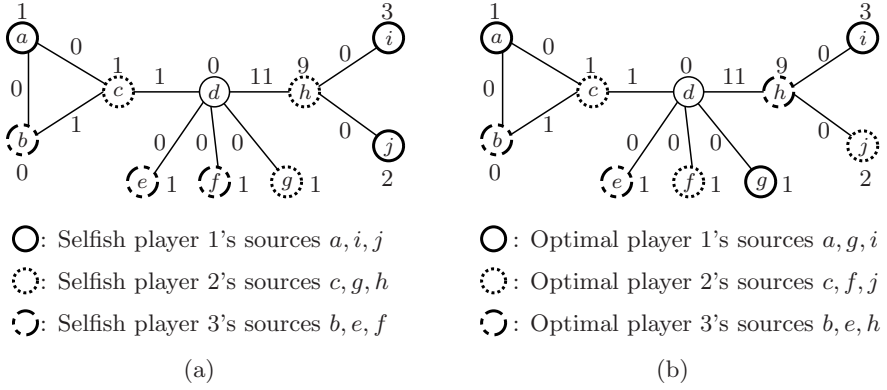 1 3 1 3
a 0 i a 0 i
1 0 9 0 1 0 9 0
0 c 1 d 11 h 0 c 1 d 11 h
1 0 0 0 0 1 0 0 0 0
b j b j
0 e 1 f 1 g 1 2 0 e 1 f 1 g 1 2
: Selfish player 1's sources a, i, j
: Selfish player 2's sources c, g, h
: Selfish player 3's sources b, e, f
(a)
: Optimal player 1's sources a, g, i
: Optimal player 2's sources c, f, j
: Optimal player 3's sources b, e, h
(b)